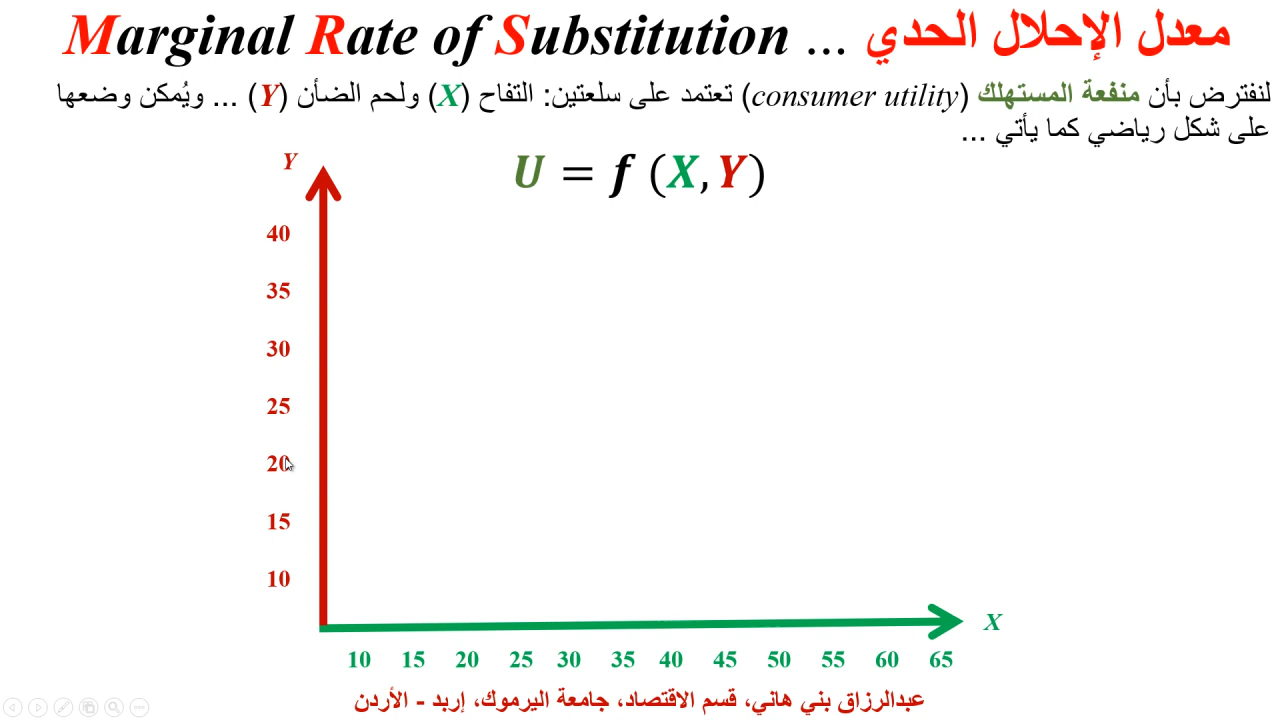 معدل الإحلال الحدي ... Marginal Rate of Substitution
لنفترض بأن منفعة المستهلك (consumer utility) تعتمد على سلعتين: التفاح (X) ولحم الضأن (Y) ... ويُمكن وضعها
على شكل رياضي كما يأتي ...
U = f (X, Y)
Y
40
35
30
25
20
15
10
X
10 15 20 25 30 35 40 45 50 55 60 65
عبدالرزاق بني هاني، قسم الاقتصاد، جامعة اليرموك، إربد - الأردن